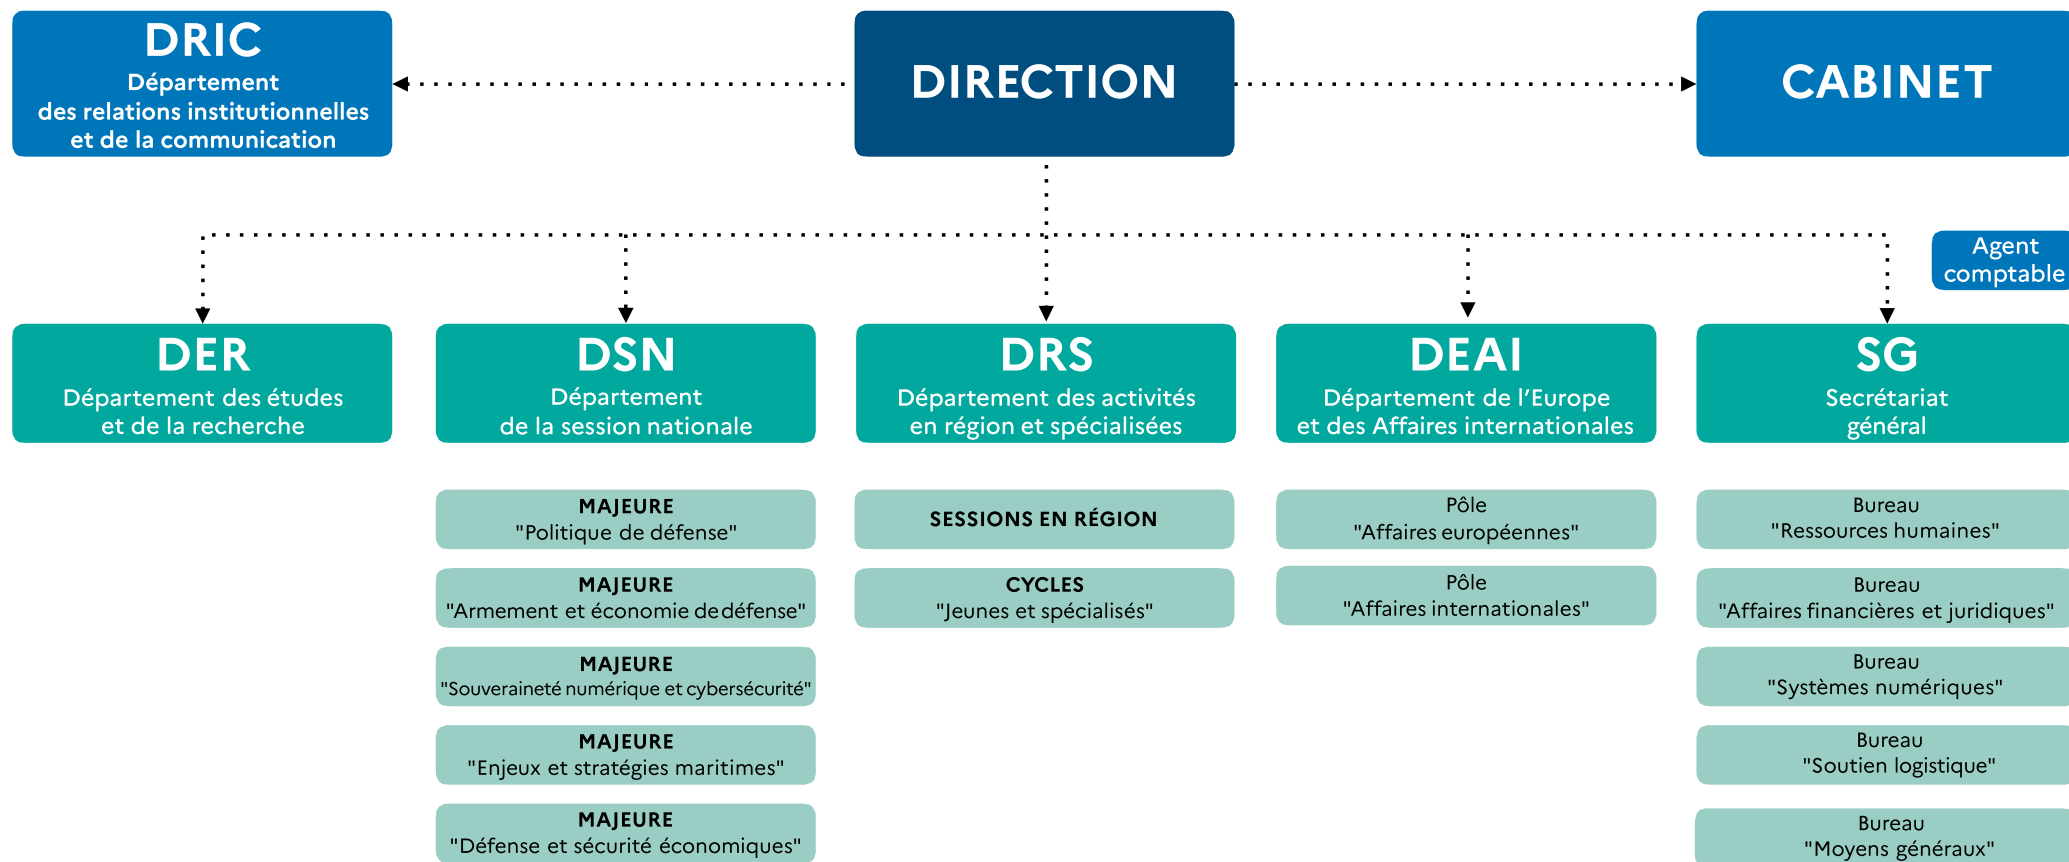 DRIC
Département
des relations institutionnelles
et de la communication
DIRECTION
CABINET
Agent
comptable
DER
Département des études
et de la recherche
DSN
Département
de la session nationale
DRS
Département des activités
en région et spécialisées
DEAI
Département de l'Europe
et des Affaires internationales
SG
Secrétariat
général
MAJEURE
"Politique de défense"
MAJEURE
"Armement et économie de défense"
MAJEURE
"Souveraineté numérique et cybersécurité"
MAJEURE
"Enjeux et stratégies maritimes"
MAJEURE
"Défense et sécurité économiques"
SESSIONS EN RÉGION
CYCLES
"Jeunes et spécialisés"
Pôle
"Affaires européennes"
Pôle
"Affaires internationales"
Bureau
"Ressources humaines"
Bureau
"Affaires financières et juridiques"
Bureau
"Systèmes numériques"
Bureau
"Soutien logistique"
Bureau
"Moyens généraux"